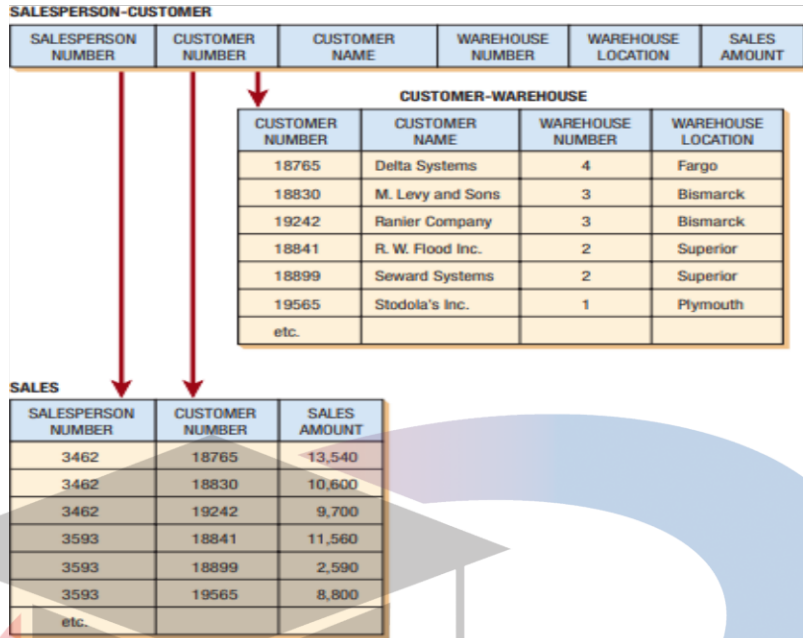 SALESPERSON-CUSTOMER
SALESPERSON NUMBER CUSTOMER NUMBER CUSTOMER NAME WAREHOUSE NUMBER WAREHOUSE LOCATION SALES AMOUNT
CUSTOMER-WAREHOUSE
CUSTOMER NUMBER CUSTOMER NAME WAREHOUSE NUMBER WAREHOUSE LOCATION
18765 Delta Systems 4 Fargo
18830 M. Levy and Sons 3 Bismarck
19242 Ranier Company 3 Bismarck
18841 R. W. Flood Inc. 2 Superior
18899 Seward Systems 2 Superior
19565 Stodola's Inc. 1 Plymouth
etc.
SALES
SALESPERSON NUMBER CUSTOMER NUMBER SALES AMOUNT
3462 18765 13,540
3462 18830 10,600
3462 19242 9,700
3593 18841 11,560
3593 18899 2,590
3593 19565 8,800
etc.